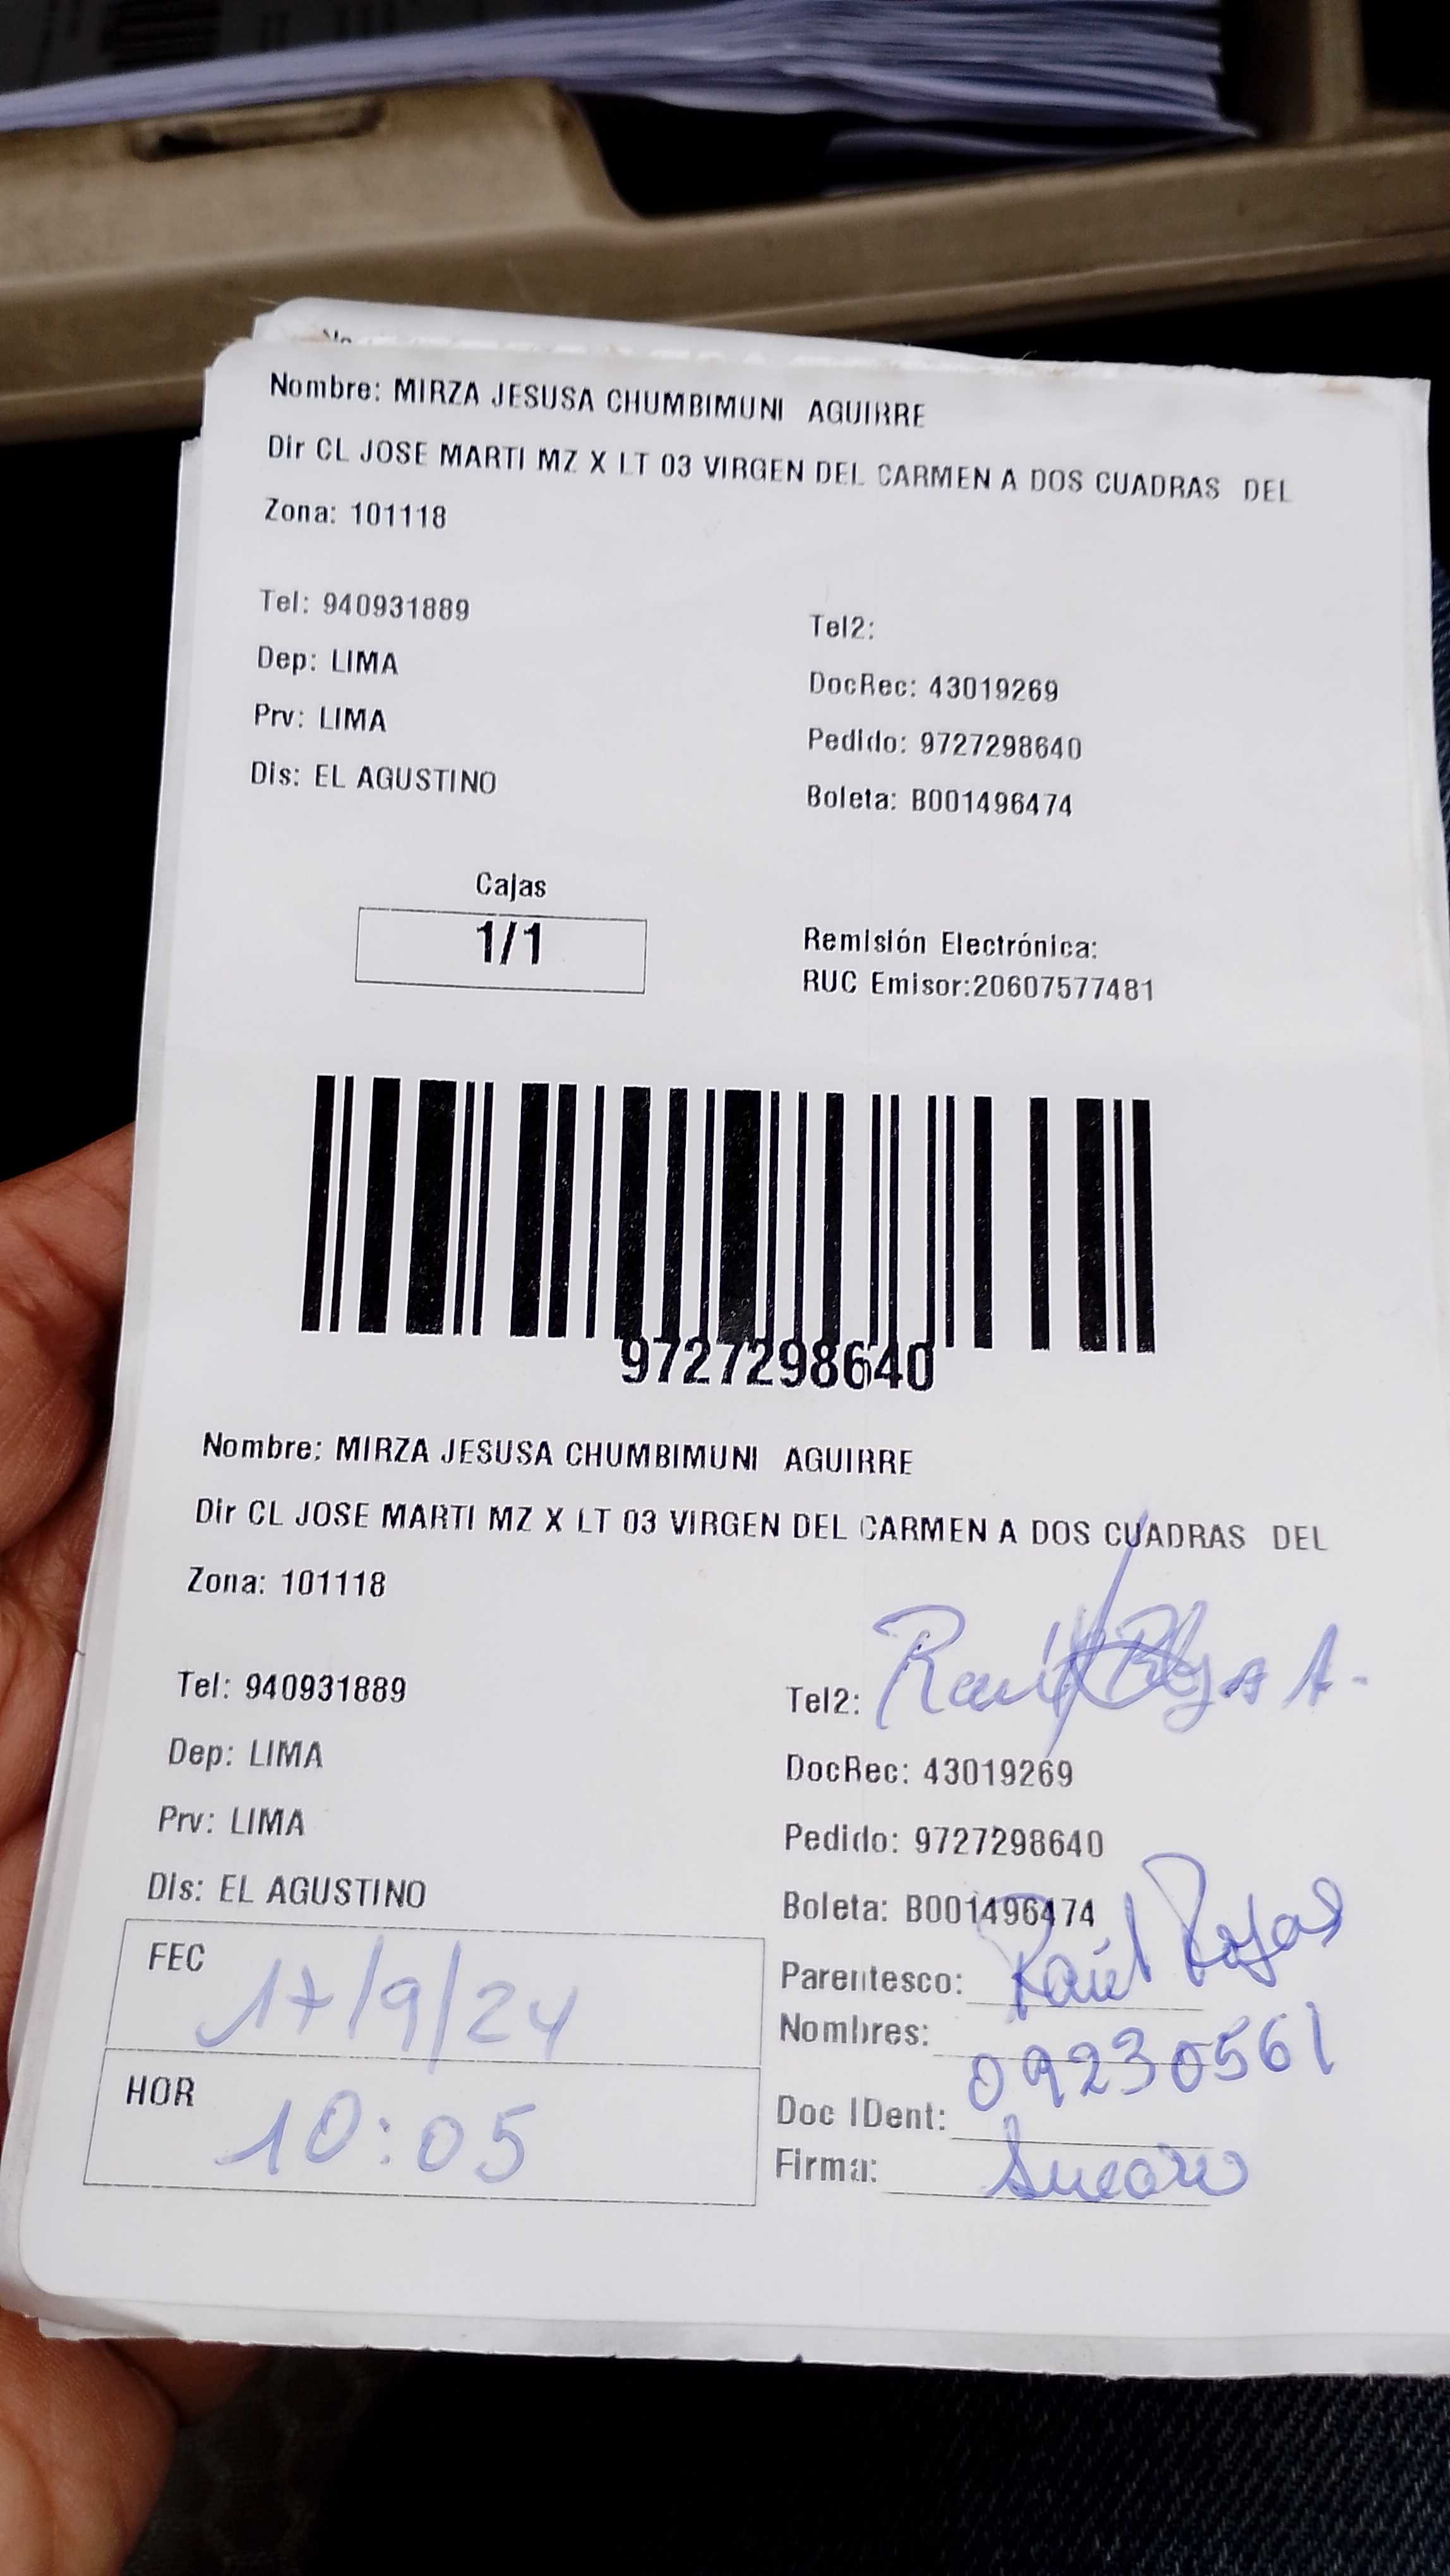 Nombre: MIRZA JESUSA CHUMBIMUNI AGUIRRE
Dir CL JOSE MARTI MZ X LT 03 VIRGEN DEL CARMEN A DOS CUADRAS DEL
Zona: 101118
Tel: 940931889
Tel2:
Dep: LIMA
DocRec: 43019269
Prv: LIMA
Pedido: 9727298640
Dis: EL AGUSTINO
Boleta: B001496474
Cajas
1/1
Remisión Electrónica:
RUC Emisor:20607577481
9727298640
Nombre: MIRZA JESUSA CHUMBIMUNI AGUIRRE
Dir CL JOSE MARTI MZ X LT 03 VIRGEN DEL CARMEN A DOS CUADRAS DEL
Zona: 101118
Tel: 940931889
Tel2:
Dep: LIMA
DocRec: 43019269
Prv: LIMA
Pedido: 9727298640
Dis: EL AGUSTINO
Boleta: B001496474
FEC 17/9/24
HOR 10:05
Parentesco: Raúl Rojas
Nombres:
09230561
Doc IDent:
Firma: